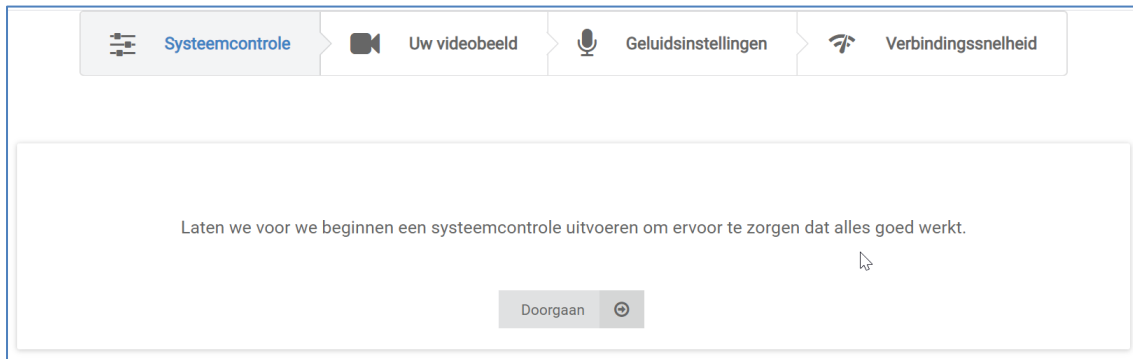 Systeemcontrole
Uw videobeeld
Geluidsinstellingen
Verbindingssnelheid
Laten we voor we beginnen een systeemcontrole uitvoeren om ervoor te zorgen dat alles goed werkt.
Doorgaan